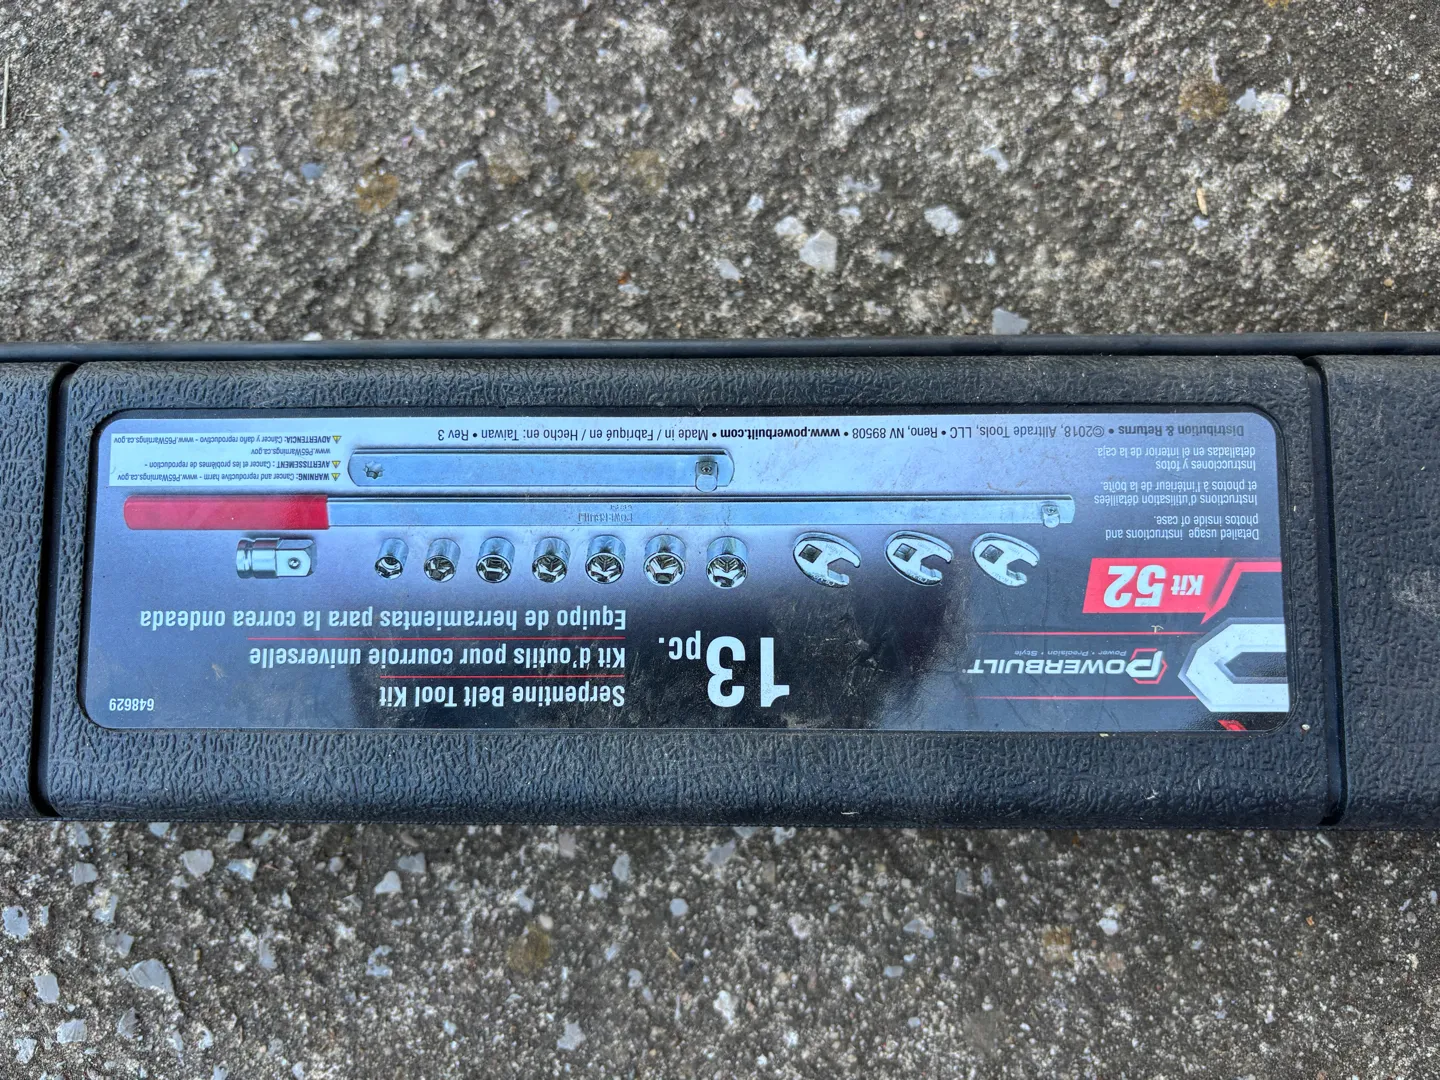 POWERBUILT
Power • Precision • Style
Kit 52
13 pc.
Serpentine Belt Tool Kit
Kit d'outils pour courroie universelle
Equipo de herramientas para la correa ondeada
648629
Detailed usage instructions and
photos inside of case.
Instructions d'utilisation détaillées
et photos à l'intérieur de la boîte.
Instrucciones y fotos
detalladas en el interior de la caja.
POWERBUILT
Distribution & Returns • ©2018, Alltrade Tools, LLC • Reno, NV 89508 • www.powerbuilt.com • Made in / Fabriqué en / Hecho en: Taiwan • Rev 3
WARNING: Cancer and reproductive harm - www.P65Warnings.ca.gov
AVERTISSEMENT : Cancer et les problèmes de reproduction -
www.P65Warnings.ca.gov
ADVERTENCIA: Cáncer y daño reproductivo - www.P65Warnings.ca.gov